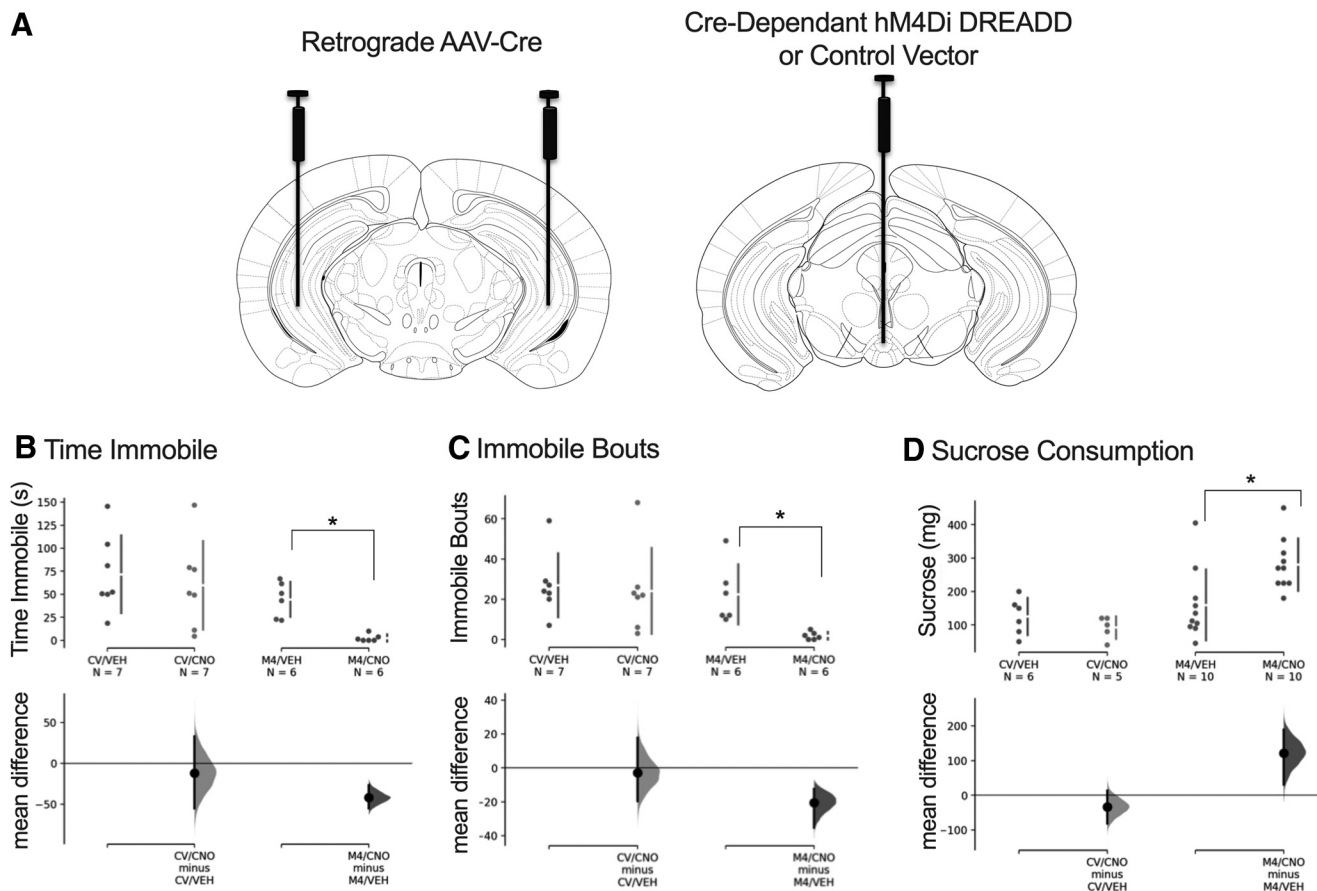 A
Retrograde AAV-Cre
Cre-Dependant hM4Di DREADD
or Control Vector
B Time Immobile
Time Immobile (s)
150
125
100
75
50
25
0
*
CV/VEH
N = 7
CV/CNO
N = 7
M4/VEH
N = 6
M4/CNO
N = 6
mean difference
50
0
−50
CV/CNO
minus
CV/VEH
M4/CNO
minus
M4/VEH
C Immobile Bouts
Immobile Bouts
60
40
20
0
*
CV/VEH
N = 7
CV/CNO
N = 7
M4/VEH
N = 6
M4/CNO
N = 6
mean difference
40
20
0
−20
−40
CV/CNO
minus
CV/VEH
M4/CNO
minus
M4/VEH
D Sucrose Consumption
Sucrose (mg)
400
300
200
100
*
CV/VEH
N = 6
CV/CNO
N = 5
M4/VEH
N = 10
M4/CNO
N = 10
mean difference
200
100
0
−100
CV/CNO
minus
CV/VEH
M4/CNO
minus
M4/VEH